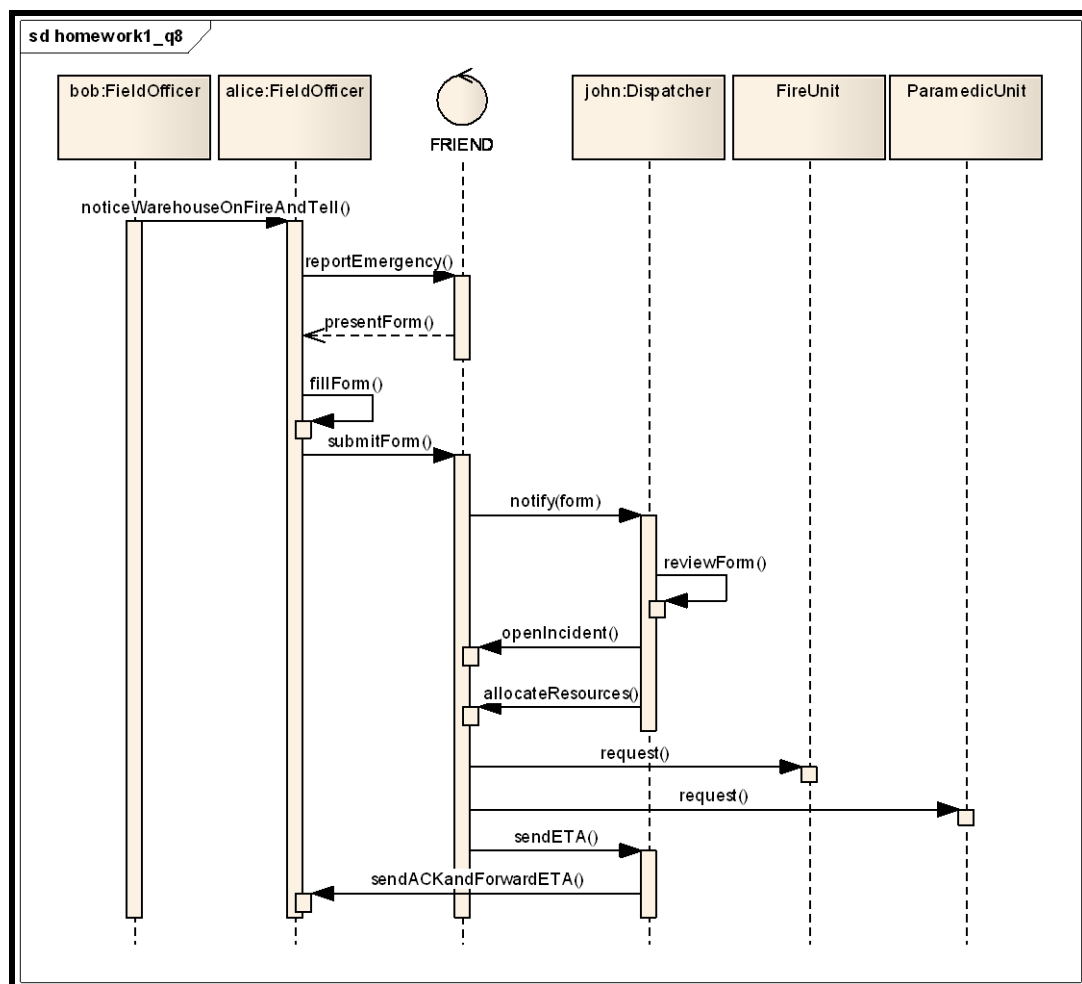 sd homework1_q8
bob:FieldOfficer
alice:FieldOfficer
FRIEND
john:Dispatcher
FireUnit
ParamedicUnit
noticeWarehouseOnFireAndTell()
reportEmergency()
presentForm()
fillForm()
submitForm()
notify(form)
reviewForm()
openIncident()
allocateResources()
request()
request()
sendETA()
sendACKandForwardETA()